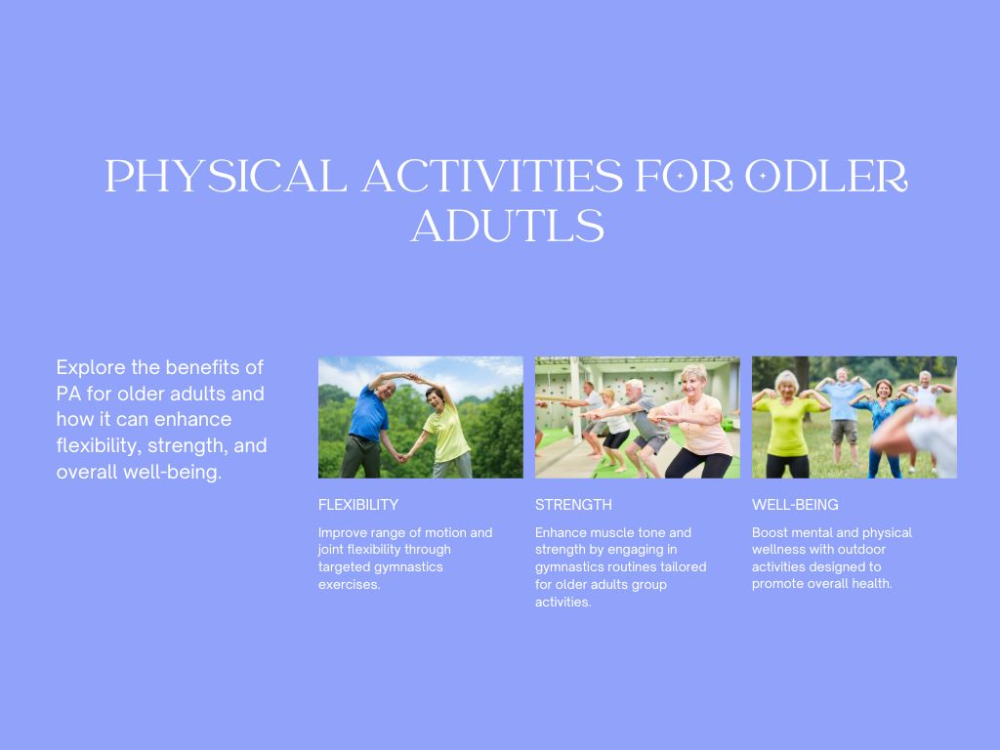 PHYSICAL ACTIVITIES FOR ODLER
ADUTLS
Explore the benefits of
PA for older adults and
how it can enhance
flexibility, strength, and
overall well-being.
FLEXIBILITY
Improve range of motion and
joint flexibility through
targeted gymnastics
exercises.
STRENGTH
Enhance muscle tone and
strength by engaging in
gymnastics routines tailored
for older adults group
activities.
WELL-BEING
Boost mental and physical
wellness with outdoor
activities designed to
promote overall health.